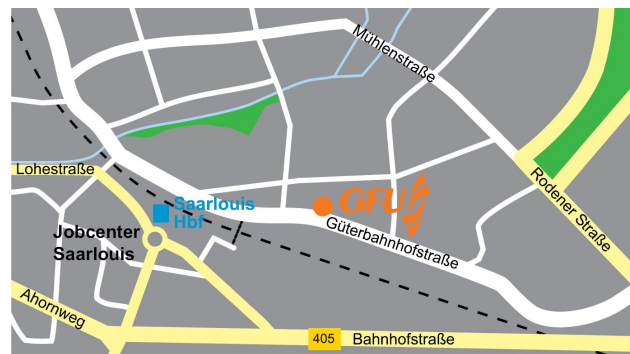 Mühlenstraße
Lohestraße
Rodener Straße
Saarlouis
Hbf
GFU
Güterbahnhofstraße
Jobcenter
Saarlouis
Ahornweg
405
Bahnhofstraße